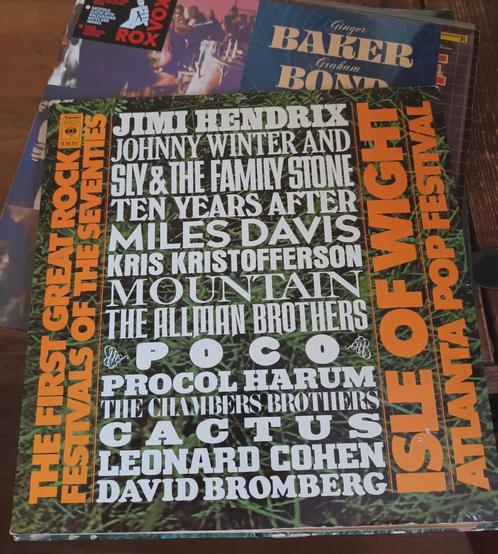 ROX
VOX
Ginger
BAKER
Graham
BOND
THE FIRST GREAT ROCK
FESTIVALS OF THE SEVENTIES
JIMI HENDRIX
JOHNNY WINTER AND
SLY & THE FAMILY STONE
TEN YEARS AFTER
MILES DAVIS
KRIS KRISTOFFERSON
MOUNTAIN
THE ALLMAN BROTHERS
POCO
PROCOL HARUM
THE CHAMBERS BROTHERS
CACTUS
LEONARD COHEN
DAVID BROMBERG
ISLE OF WIGHT
ATLANTA POP FESTIVAL